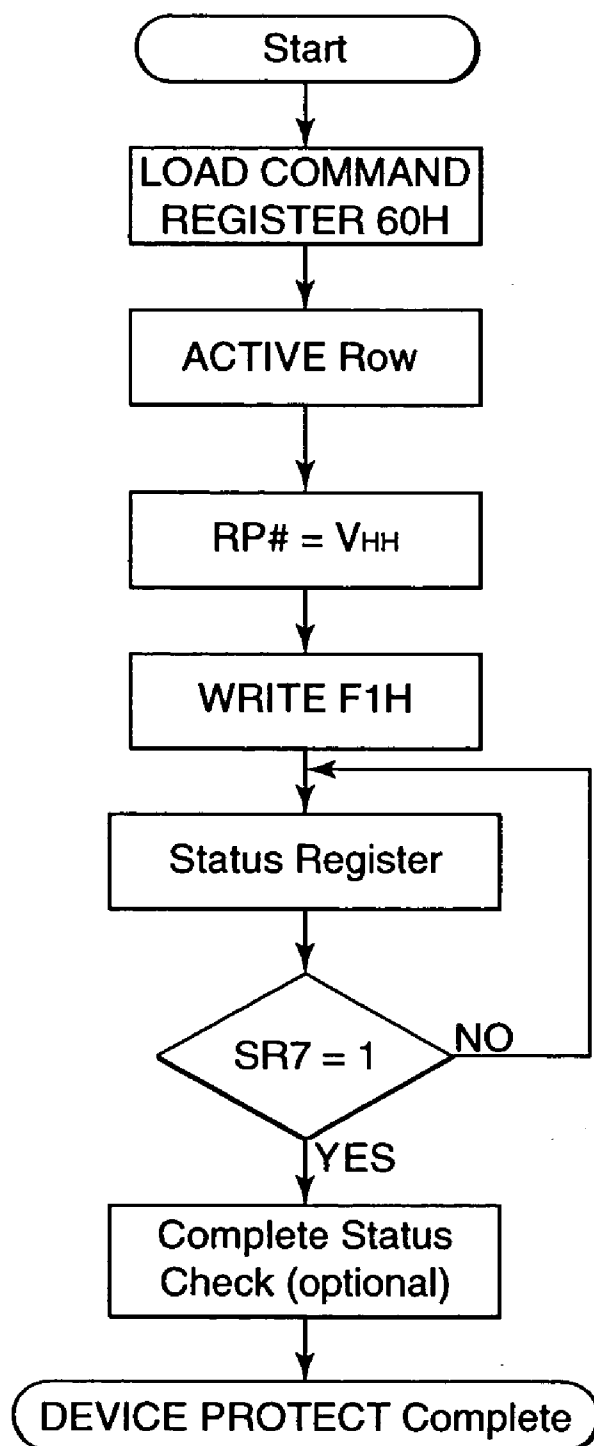 Start
LOAD COMMAND
REGISTER 60H
ACTIVE Row
RP# = VHH
WRITE F1H
Status Register
SR7 = 1
NO
YES
Complete Status
Check (optional)
DEVICE PROTECT Complete